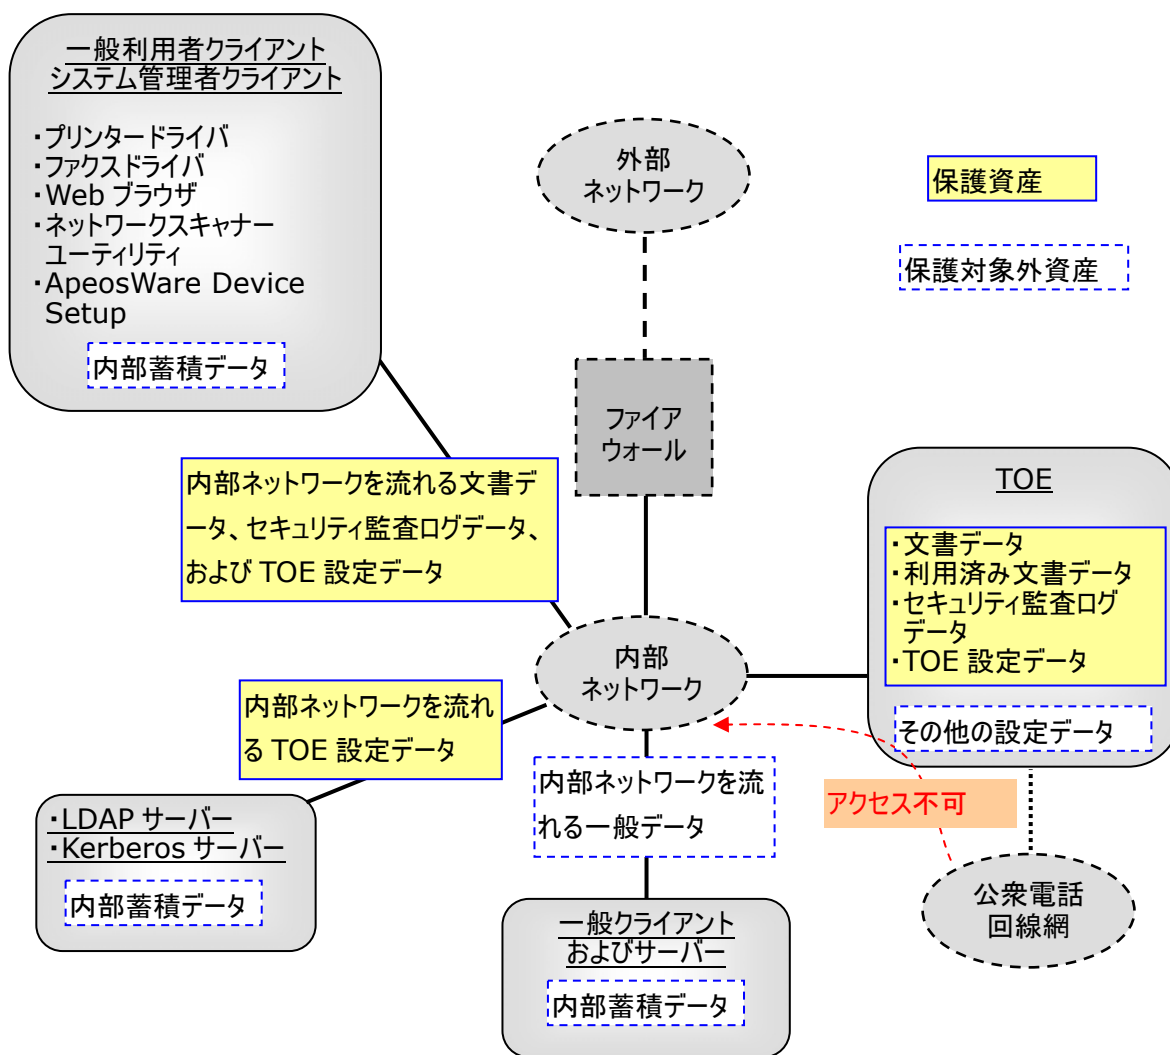 一般利用者クライアント
システム管理者クライアント
・プリンタードライバ
・ファクスドライバ
・Web ブラウザ
・ネットワークスキャナー
ユーティリティ
・ApeosWare Device
Setup
内部蓄積データ
外部
ネットワーク
保護資産
保護対象外資産
ファイア
ウォール
内部ネットワークを流れる文書デ
ータ、セキュリティ監査ログデータ、
および TOE 設定データ
TOE
・文書データ
・利用済み文書データ
・セキュリティ監査ログ
データ
・TOE 設定データ
その他の設定データ
内部
ネットワーク
内部ネットワークを流れ
る TOE 設定データ
内部ネットワークを流
れる一般データ
アクセス不可
・LDAP サーバー
・Kerberos サーバー
内部蓄積データ
公衆電話
回線網
一般クライアント
およびサーバー
内部蓄積データ